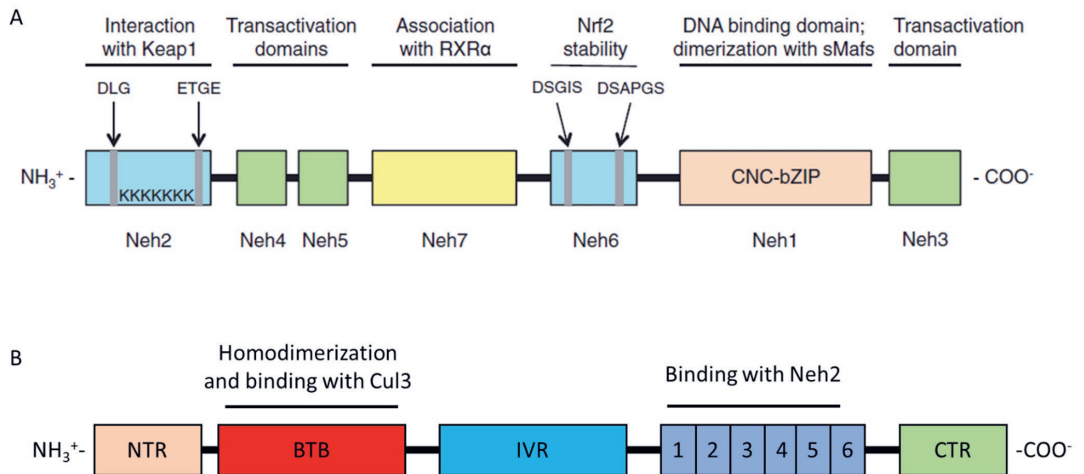 A
Interaction
with Keap1
Transactivation
domains
Association
with RXRα
Nrf2
stability
DNA binding domain;
dimerization with sMafs
Transactivation
domain
DLG ETGE DSGIS DSAPGS
NH₃⁺ - KKKKKKK CNC-bZIP - COO⁻
Neh2 Neh4 Neh5 Neh7 Neh6 Neh1 Neh3
B
Homodimerization
and binding with Cul3
Binding with Neh2
NH₃⁺- NTR BTB IVR 1 2 3 4 5 6 CTR -COO⁻